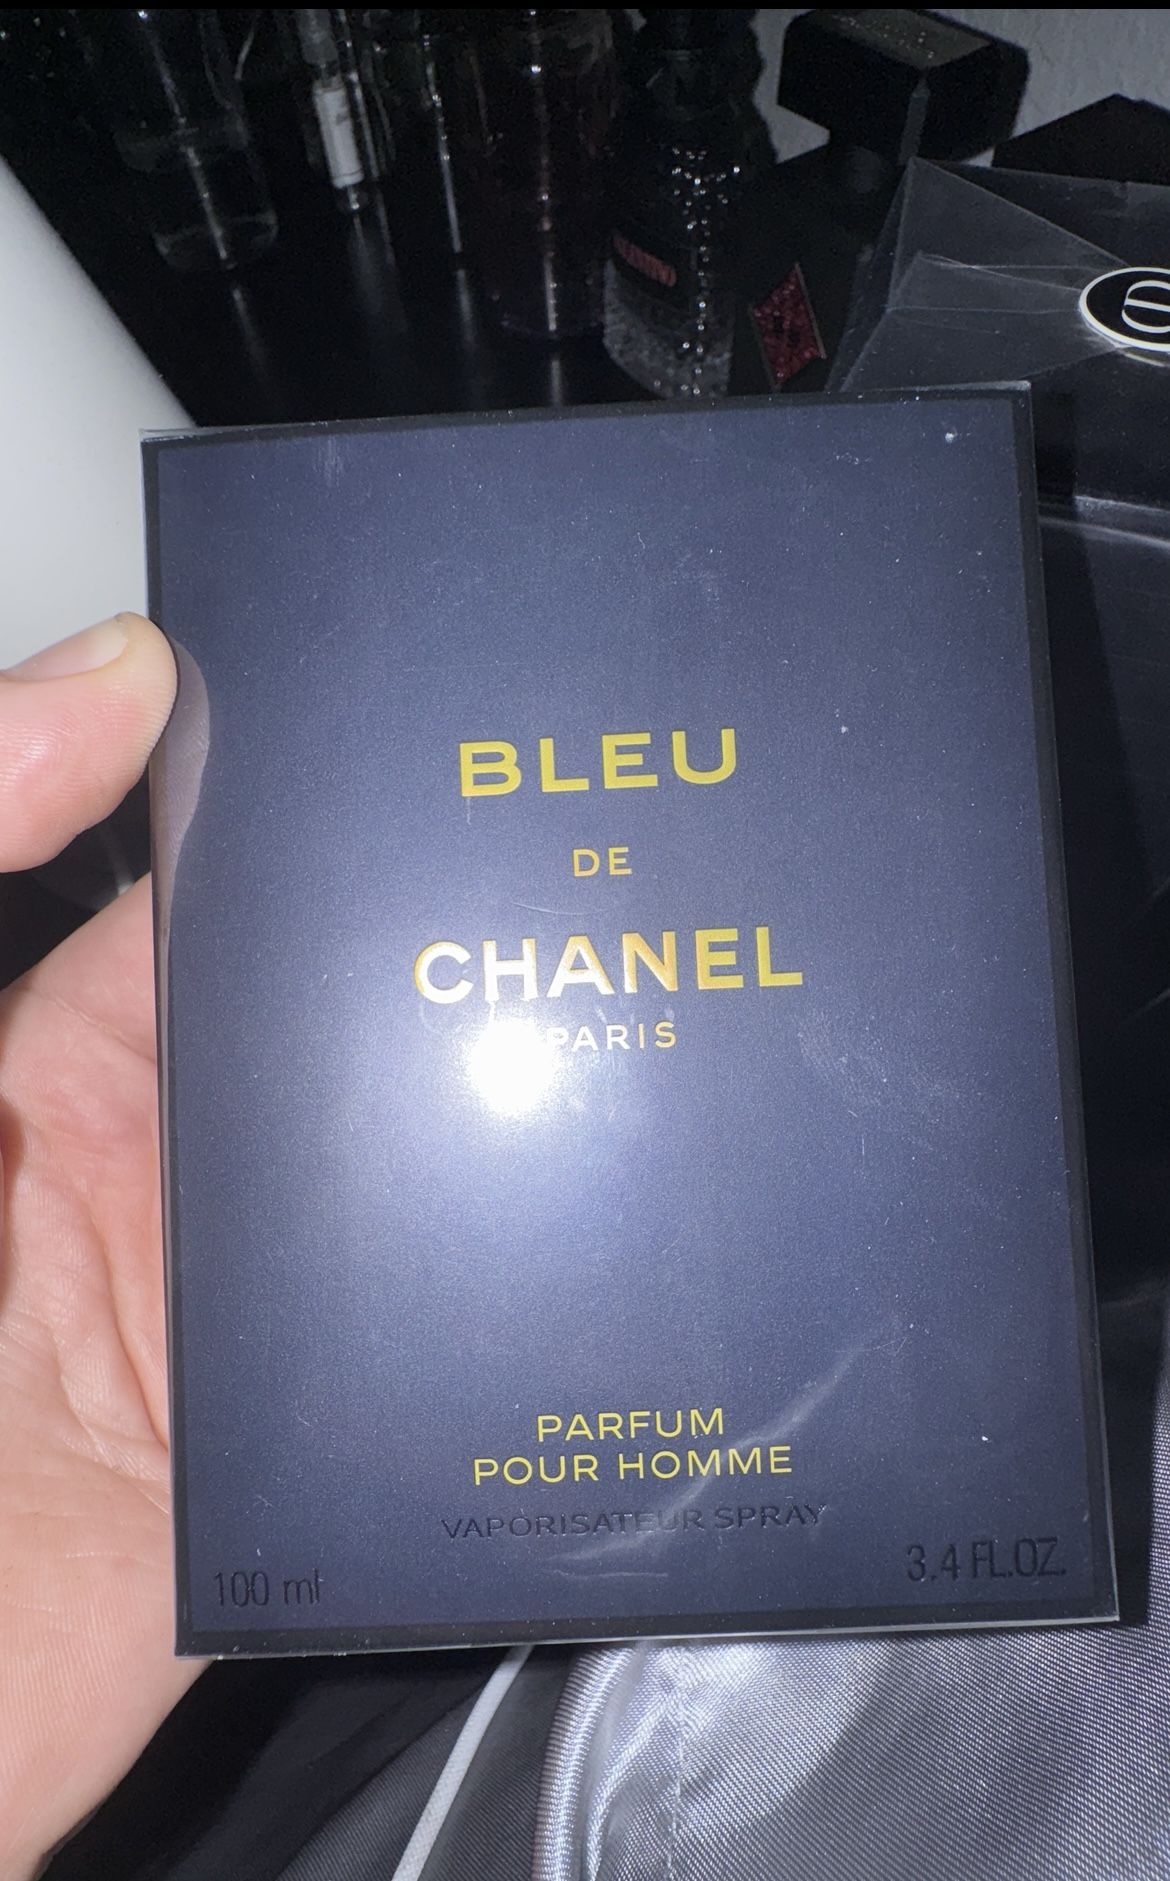 BLEU
DE
CHANEL
PARIS
PARFUM
POUR HOMME
VAPORISATEUR SPRAY
100 ml
3.4 FL.OZ.